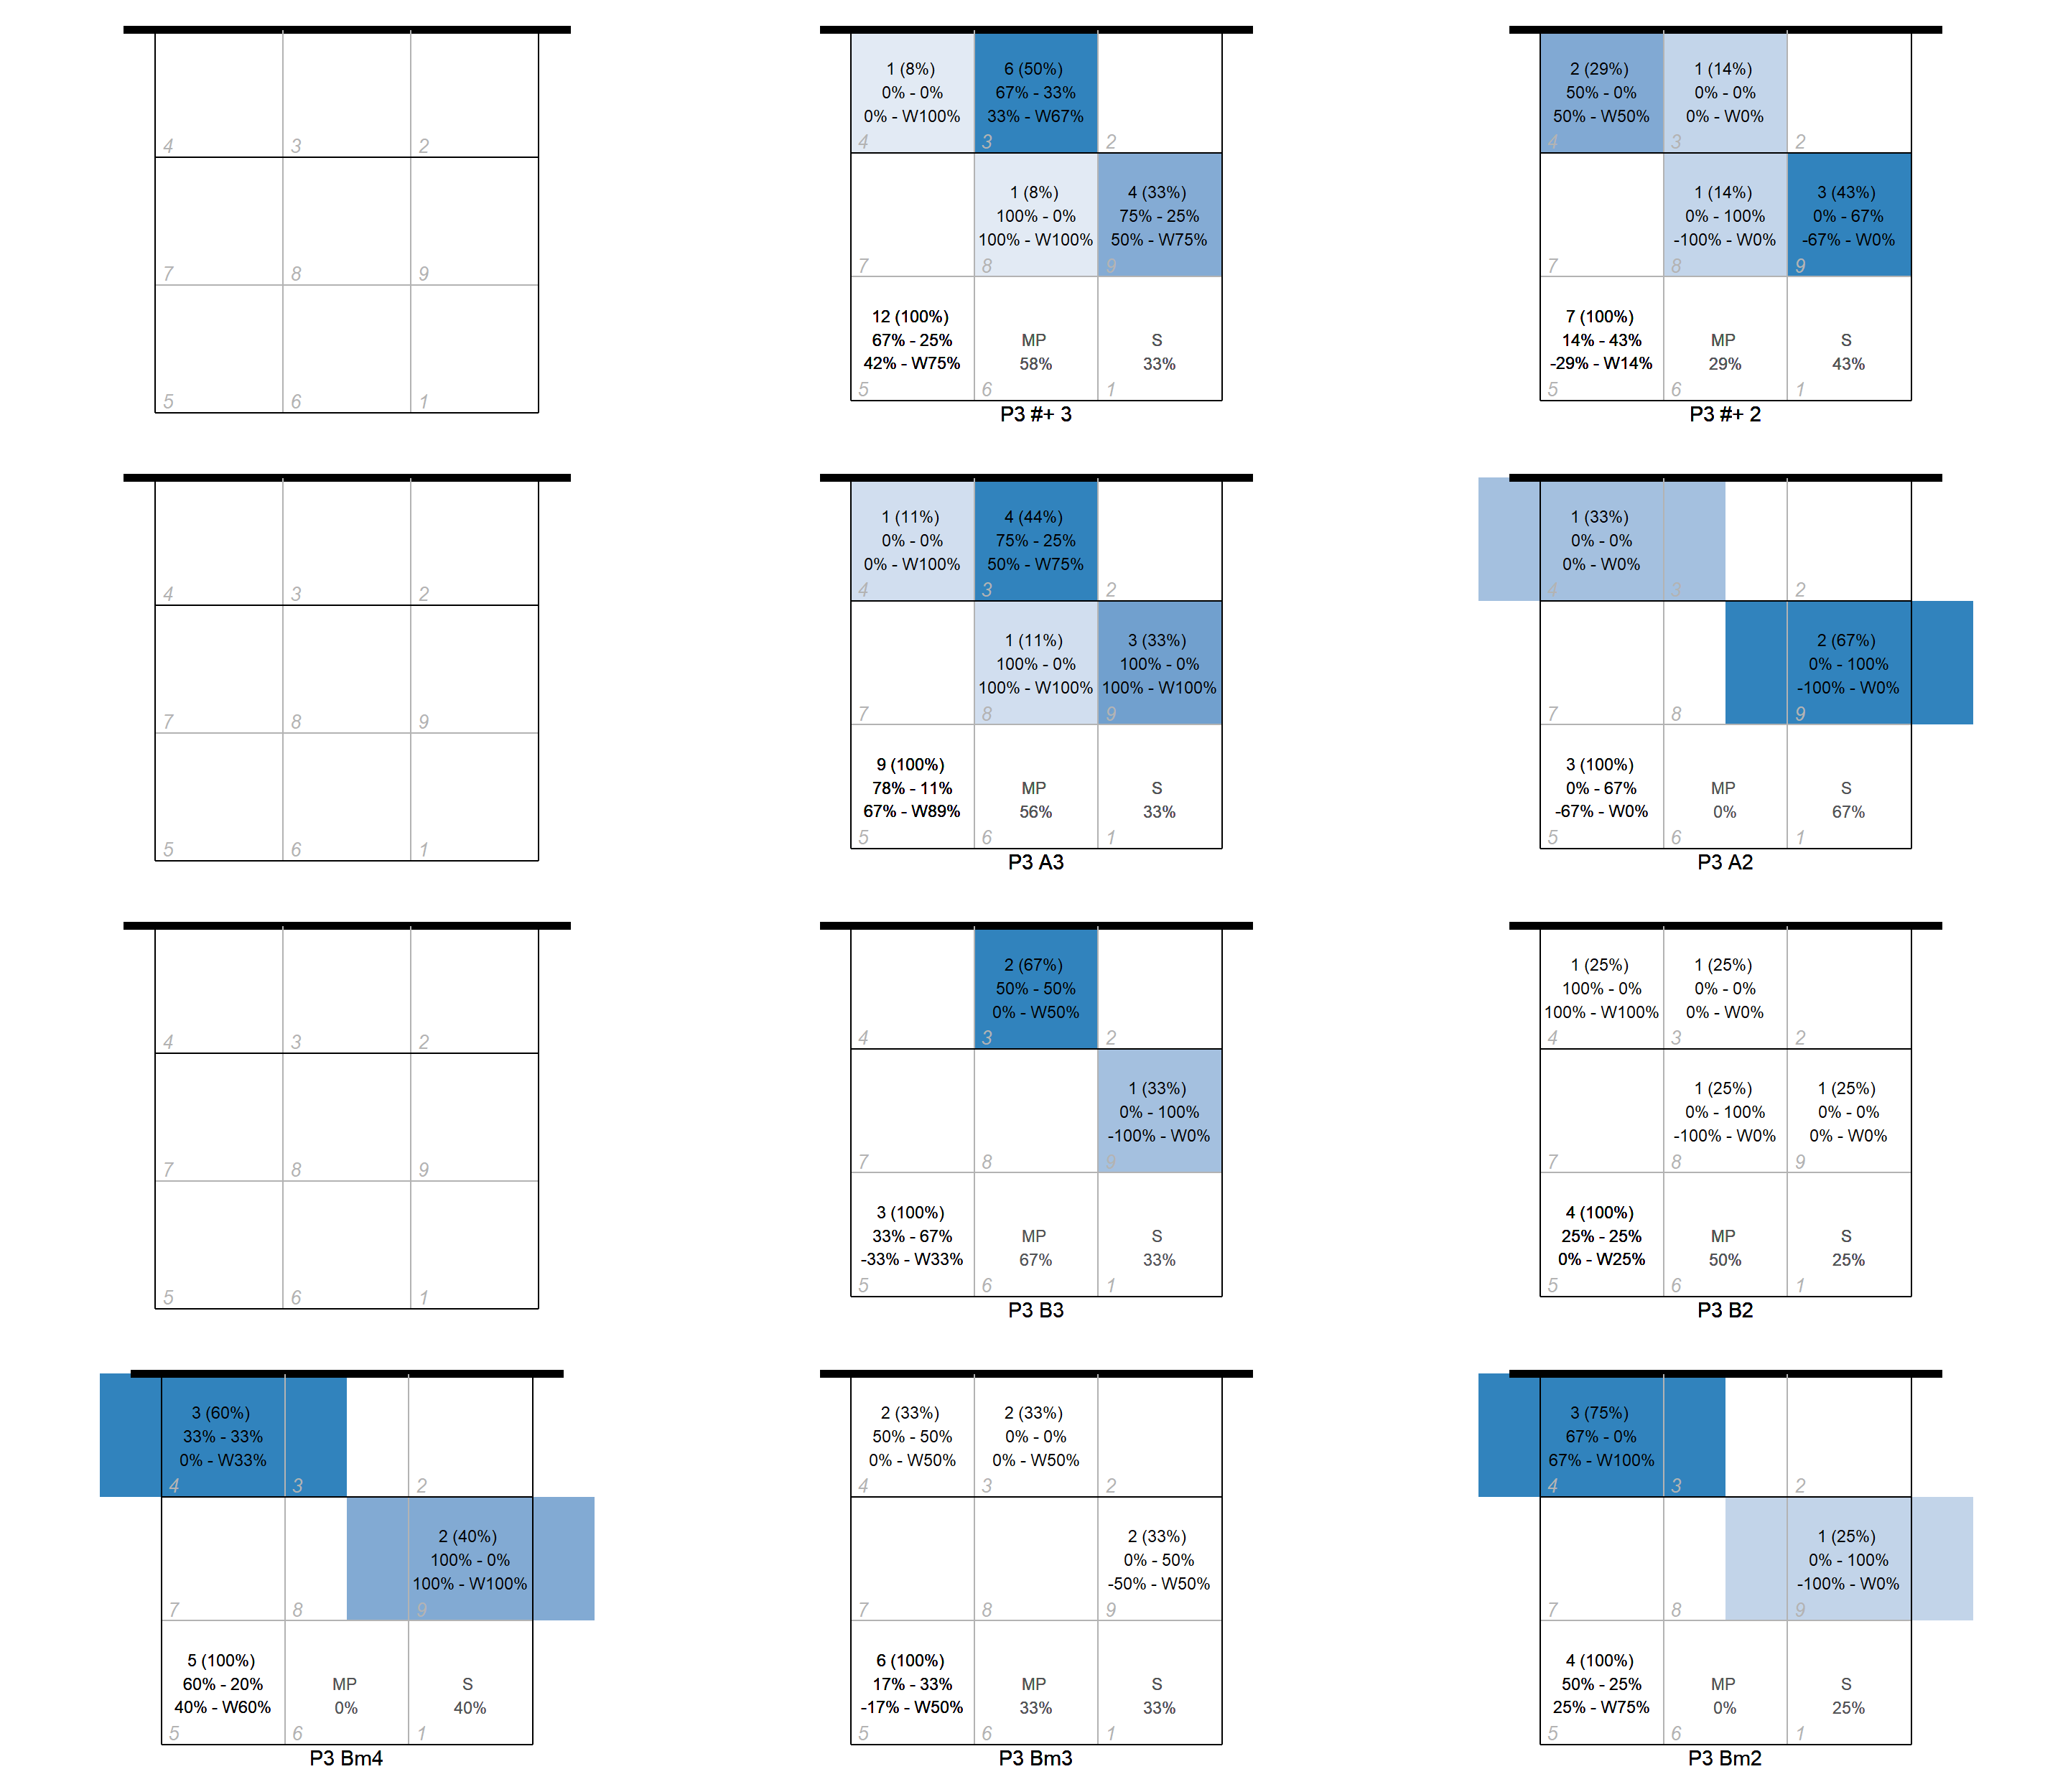 4
3
2
7
8
9
5
6
1
1 (8%)
0% - 0%
0% - W100%
4
6 (50%)
67% - 33%
33% - W67%
3
2
7
1 (8%)
100% - 0%
100% - W100%
8
4 (33%)
75% - 25%
50% - W75%
9
12 (100%)
67% - 25%
42% - W75%
5
MP
58%
6
S
33%
1
P3 #+ 3
2 (29%)
50% - 0%
50% - W50%
4
1 (14%)
0% - 0%
0% - W0%
3
2
7
1 (14%)
0% - 100%
-100% - W0%
8
3 (43%)
0% - 67%
-67% - W0%
9
7 (100%)
14% - 43%
-29% - W14%
5
MP
29%
6
S
43%
1
P3 #+ 2
4
3
2
7
8
9
5
6
1
1 (11%)
0% - 0%
0% - W100%
4
4 (44%)
75% - 25%
50% - W75%
3
2
7
1 (11%)
100% - 0%
100% - W100%
8
3 (33%)
100% - 0%
100% - W100%
9
9 (100%)
78% - 11%
67% - W89%
5
MP
56%
6
S
33%
1
P3 A3
1 (33%)
0% - 0%
0% - W0%
4
3
2
7
8
2 (67%)
0% - 100%
-100% - W0%
9
3 (100%)
0% - 67%
-67% - W0%
5
MP
0%
6
S
67%
1
P3 A2
4
3
2
7
8
9
5
6
1
4
2 (67%)
50% - 50%
0% - W50%
3
2
7
8
1 (33%)
0% - 100%
-100% - W0%
9
3 (100%)
33% - 67%
-33% - W33%
5
MP
67%
6
S
33%
1
P3 B3
1 (25%)
100% - 0%
100% - W100%
4
1 (25%)
0% - 0%
0% - W0%
3
2
7
1 (25%)
0% - 100%
-100% - W0%
8
1 (25%)
0% - 0%
0% - W0%
9
4 (100%)
25% - 25%
0% - W25%
5
MP
50%
6
S
25%
1
P3 B2
3 (60%)
33% - 33%
0% - W33%
4
3
2
7
8
2 (40%)
100% - 0%
100% - W100%
9
5 (100%)
60% - 20%
40% - W60%
5
MP
0%
6
S
40%
1
P3 Bm4
2 (33%)
50% - 50%
0% - W50%
4
2 (33%)
0% - 0%
0% - W50%
3
2
7
8
2 (33%)
0% - 50%
-50% - W50%
9
6 (100%)
17% - 33%
-17% - W50%
5
MP
33%
6
S
33%
1
P3 Bm3
3 (75%)
67% - 0%
67% - W100%
4
3
2
7
8
1 (25%)
0% - 100%
-100% - W0%
9
4 (100%)
50% - 25%
25% - W75%
5
MP
0%
6
S
25%
1
P3 Bm2